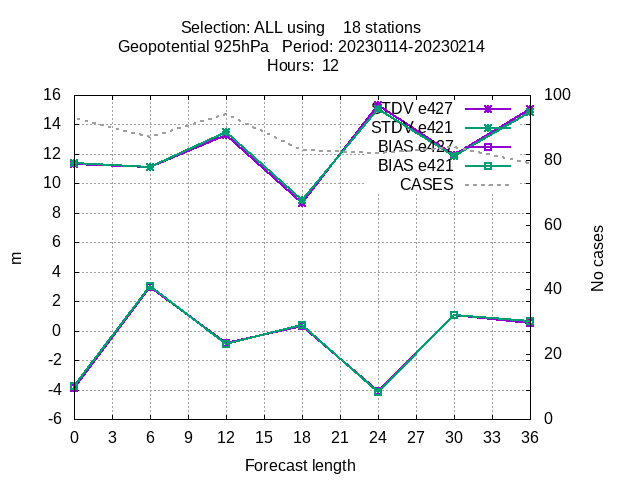 Selection: ALL using    18 stations
Geopotential 925hPa   Period: 20230114-20230214
Hours:  12
16
14
12
10
8
6
4
2
0
-2
-4
-6
m
100
80
60
40
20
0
No cases
STDV e427
STDV e421
BIAS e427
BIAS e421
CASES
0 3 6 9 12 15 18 21 24 27 30 33 36
Forecast length